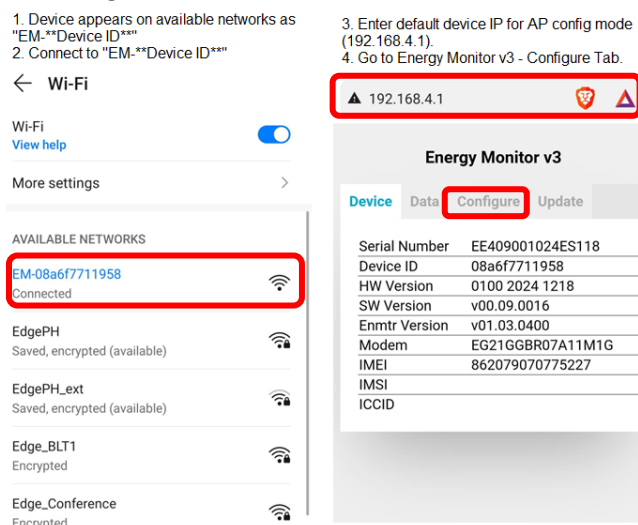 1. Device appears on available networks as
"EM-**Device ID**"
2. Connect to "EM-**Device ID**"
Wi-Fi
Wi-Fi
View help
More settings
AVAILABLE NETWORKS
EM-08a6f7711958
Connected
EdgePH
Saved, encrypted (available)
EdgePH_ext
Saved, encrypted (available)
Edge_BLT1
Encrypted
Edge_Conference
Encrypted
3. Enter default device IP for AP config mode
(192.168.4.1).
4. Go to Energy Monitor v3 - Configure Tab.
192.168.4.1
Energy Monitor v3
Device Data Configure Update
Serial Number EE409001024ES118
Device ID 08a6f7711958
HW Version 0100 2024 1218
SW Version v00.09.0016
Enmtr Version v01.03.0400
Modem EG21GGBR07A11M1G
IMEI 862079070775227
IMSI
ICCID